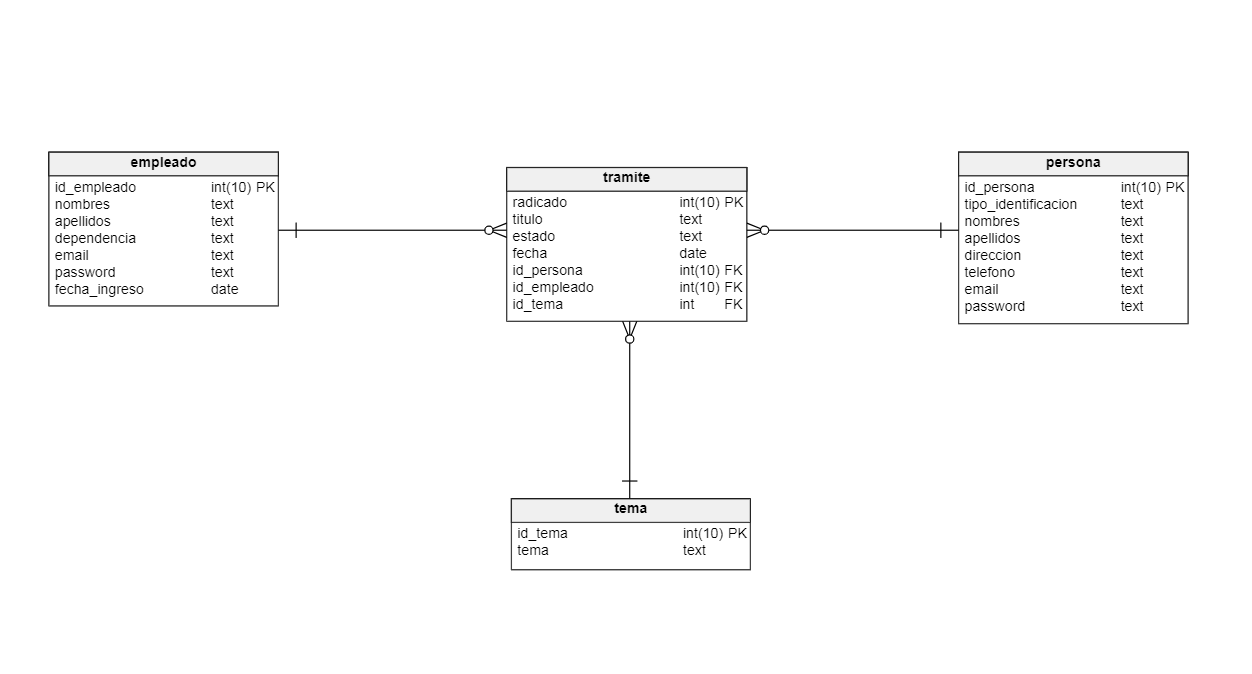 empleado
id_empleado int(10) PK
nombres text
apellidos text
dependencia text
email text
password text
fecha_ingreso date
tramite
radicado int(10) PK
titulo text
estado text
fecha date
id_persona int(10) FK
id_empleado int(10) FK
id_tema int FK
persona
id_persona int(10) PK
tipo_identificacion text
nombres text
apellidos text
direccion text
telefono text
email text
password text
tema
id_tema int(10) PK
tema text